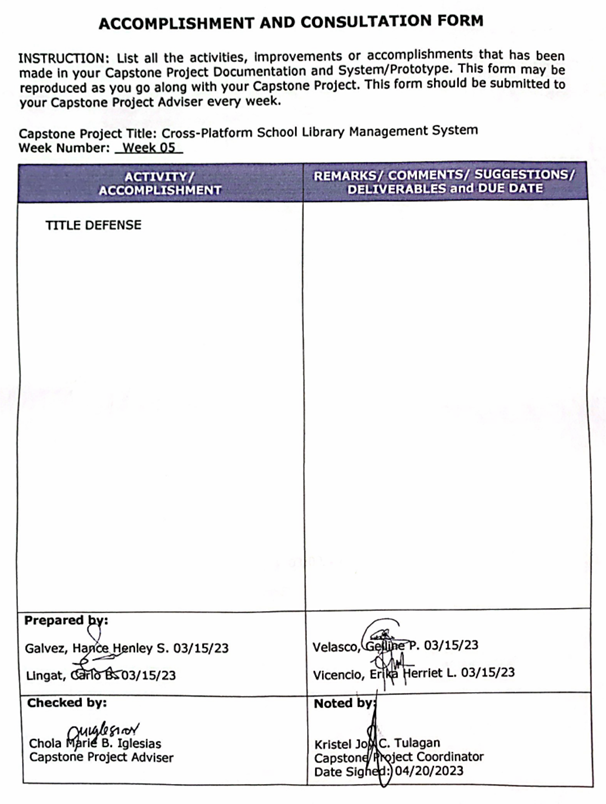 ACCOMPLISHMENT AND CONSULTATION FORM
INSTRUCTION: List all the activities, improvements or accomplishments that has been
made in your Capstone Project Documentation and System/Prototype. This form may be
reproduced as you go along with your Capstone Project. This form should be submitted to
your Capstone Project Adviser every week.
Capstone Project Title: Cross-Platform School Library Management System
Week Number: Week 05
ACTIVITY/
ACCOMPLISHMENT
REMARKS/ COMMENTS/ SUGGESTIONS/
DELIVERABLES and DUE DATE
TITLE DEFENSE
Prepared by:
Galvez, Hance Henley S. 03/15/23
Lingat, Carlo B. 03/15/23
Velasco, Gelline P. 03/15/23
Vicencio, Erika Herriet L. 03/15/23
Checked by:
Chola Marie B. Iglesias
Capstone Project Adviser
Noted by:
Kristel Joy C. Tulagan
Capstone Project Coordinator
Date Signed: 04/20/2023